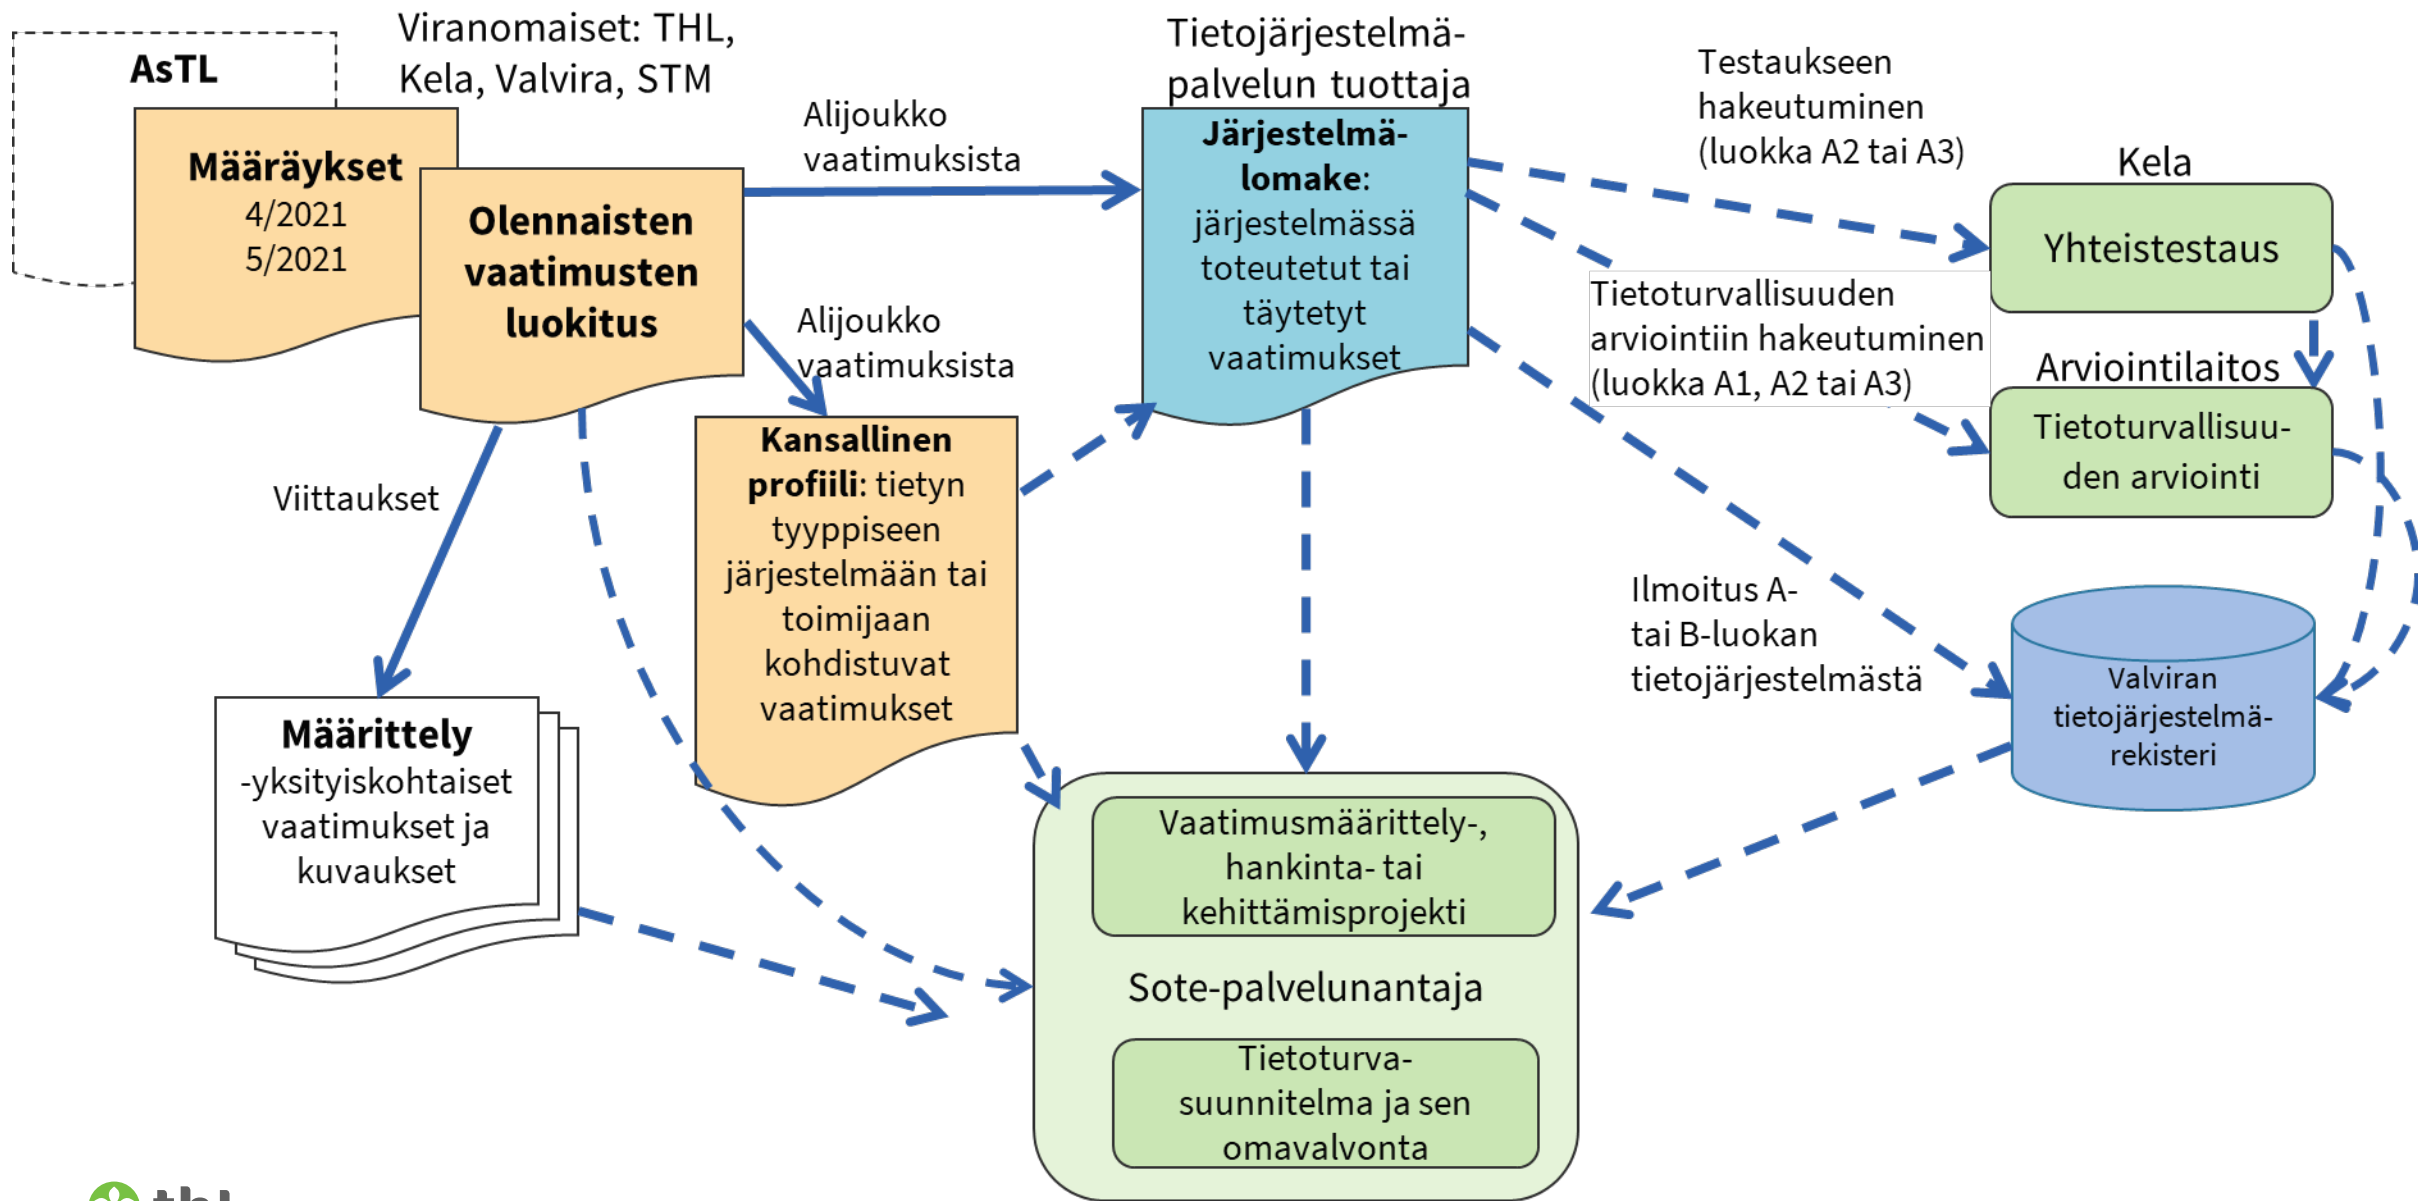 AsTL
Viranomaiset: THL,
Kela, Valvira, STM
Määräykset
4/2021
5/2021
Olennaisten
vaatimusten
luokitus
Alijoukko
vaatimuksista
Alijoukko
vaatimuksista
Viittaukset
Määrittely
-yksityiskohtaiset
vaatimukset ja
kuvaukset
Kansallinen
profiili: tietyn
tyyppiseen
järjestelmään tai
toimijaan
kohdistuvat
vaatimukset
Tietojärjestelmä-
palvelun tuottaja
Järjestelmä-
lomake:
järjestelmässä
toteutetut tai
täytetyt
vaatimukset
Testaukseen
hakeutuminen
(luokka A2 tai A3)
Tietoturvallisuuden
arviointiin hakeutuminen
(luokka A1, A2 tai A3)
Kela
Yhteistestaus
Arviointilaitos
Tietoturvallisuu-
den arviointi
Ilmoitus A-
tai B-luokan
tietojärjestelmästä
Valviran
tietojärjestelmä-
rekisteri
Vaatimusmäärittely-,
hankinta- tai
kehittämisprojekti
Sote-palvelunantaja
Tietoturva-
suunnitelma ja sen
omavalvonta
thl